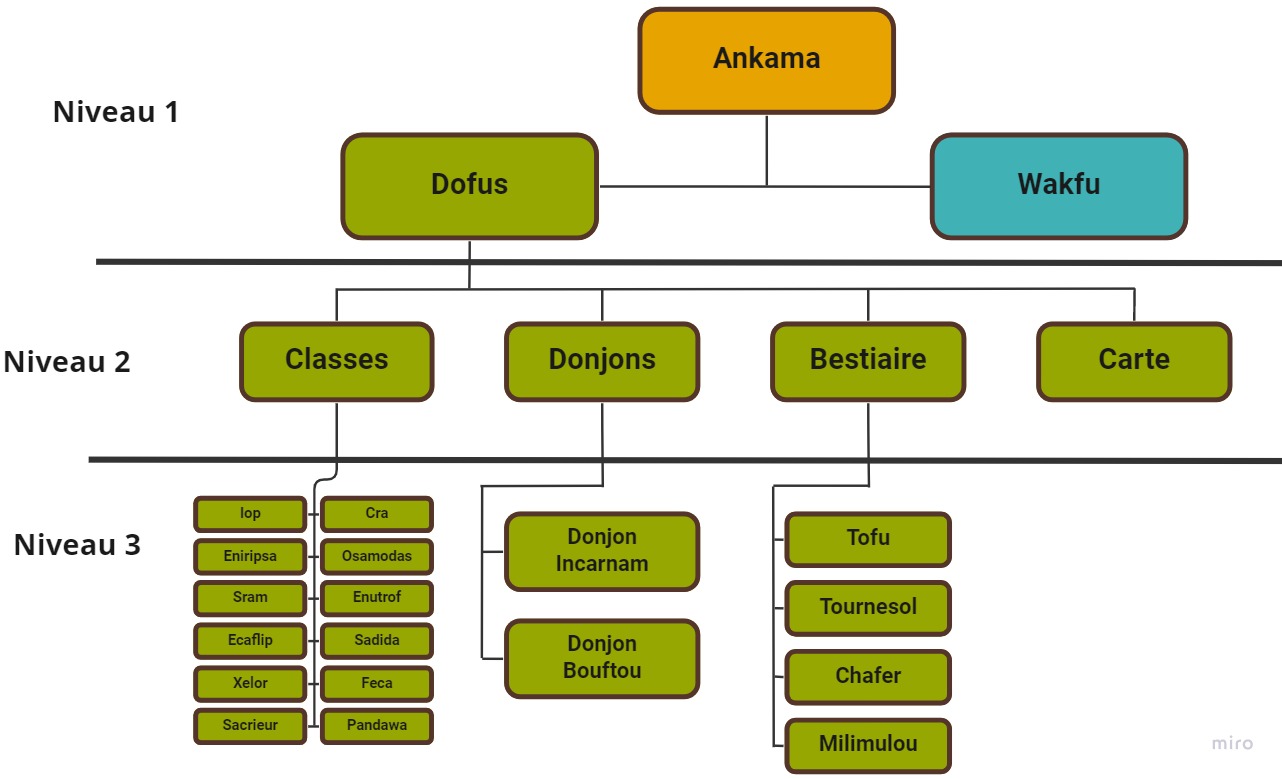 Ankama
Niveau 1
Dofus
Wakfu
Niveau 2
Classes
Donjons
Bestiaire
Carte
Niveau 3
Iop
Cra
Eniripsa
Osamodas
Sram
Enutrof
Ecaflip
Sadida
Xelor
Feca
Sacrieur
Pandawa
Donjon
Incarnam
Donjon
Bouftou
Tofu
Tournesol
Chafer
Milimulou
miro